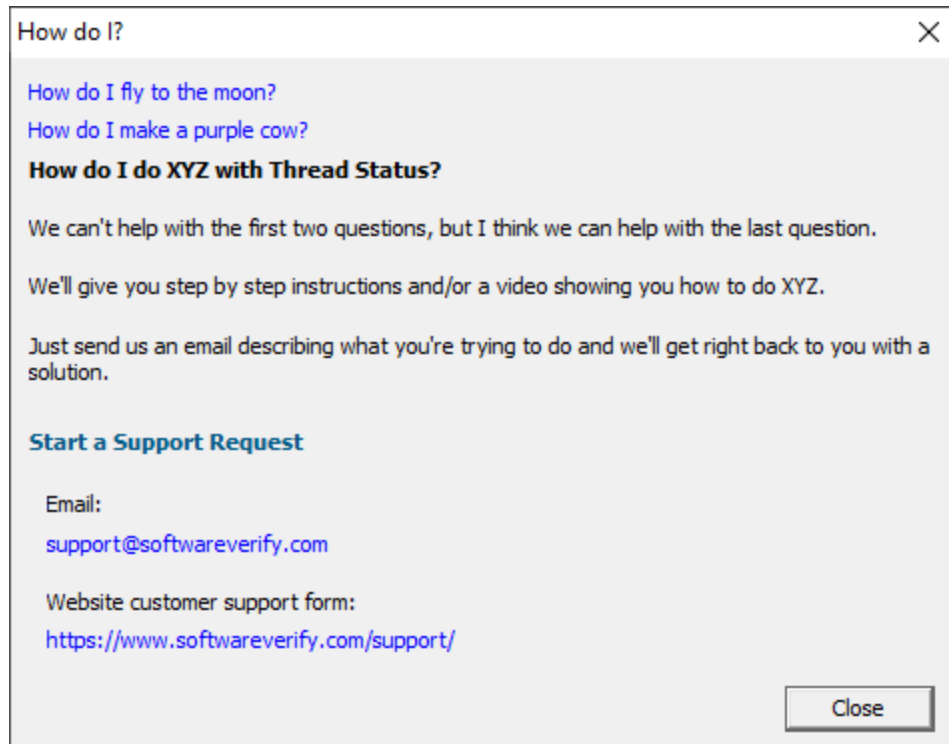 How do I?
How do I fly to the moon?
How do I make a purple cow?
How do I do XYZ with Thread Status?
We can't help with the first two questions, but I think we can help with the last question.
We'll give you step by step instructions and/or a video showing you how to do XYZ.
Just send us an email describing what you're trying to do and we'll get right back to you with a
solution.
Start a Support Request
Email:
support@softwareverify.com
Website customer support form:
https://www.softwareverify.com/support/
Close